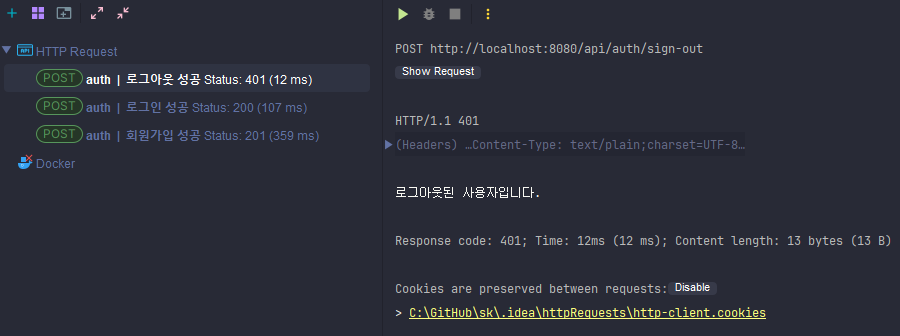 API HTTP Request
POST auth | 로그아웃 성공 Status: 401 (12 ms)
POST auth | 로그인 성공 Status: 200 (107 ms)
POST auth | 회원가입 성공 Status: 201 (359 ms)
Docker
POST http://localhost:8080/api/auth/sign-out
Show Request
HTTP/1.1 401
(Headers) …Content-Type: text/plain;charset=UTF-8…
로그아웃된 사용자입니다.
Response code: 401; Time: 12ms (12 ms); Content length: 13 bytes (13 B)
Cookies are preserved between requests: Disable
> C:\GitHub\sk\.idea\httpRequests\http-client.cookies